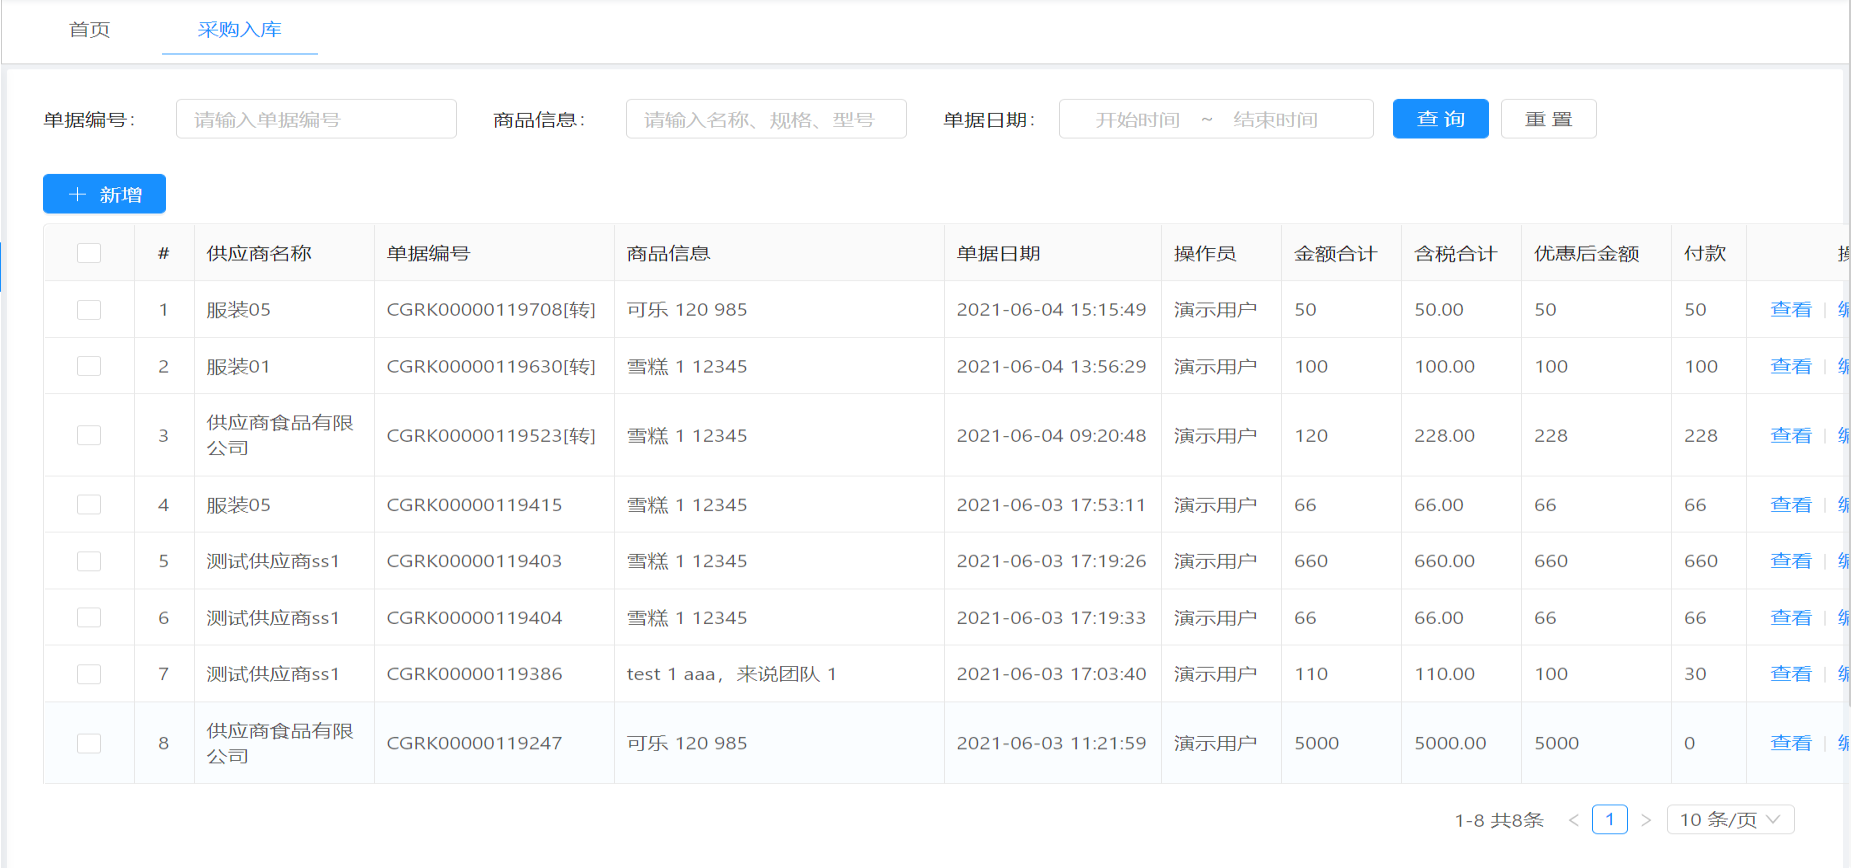 首页 采购入库
单据编号： 请输入单据编号 商品信息： 请输入名称、规格、型号 单据日期： 开始时间 ~ 结束时间 查 询 重 置
＋ 新增
# 供应商名称 单据编号 商品信息 单据日期 操作员 金额合计 含税合计 优惠后金额 付款
1 服装05 CGRK00000119708[转] 可乐 120 985 2021-06-04 15:15:49 演示用户 50 50.00 50 50 查看
2 服装01 CGRK00000119630[转] 雪糕 1 12345 2021-06-04 13:56:29 演示用户 100 100.00 100 100 查看
3 供应商食品有限公司 CGRK00000119523[转] 雪糕 1 12345 2021-06-04 09:20:48 演示用户 120 228.00 228 228 查看
4 服装05 CGRK00000119415 雪糕 1 12345 2021-06-03 17:53:11 演示用户 66 66.00 66 66 查看
5 测试供应商ss1 CGRK00000119403 雪糕 1 12345 2021-06-03 17:19:26 演示用户 660 660.00 660 660 查看
6 测试供应商ss1 CGRK00000119404 雪糕 1 12345 2021-06-03 17:19:33 演示用户 66 66.00 66 66 查看
7 测试供应商ss1 CGRK00000119386 test 1 aaa，来说团队 1 2021-06-03 17:03:40 演示用户 110 110.00 100 30 查看
8 供应商食品有限公司 CGRK00000119247 可乐 120 985 2021-06-03 11:21:59 演示用户 5000 5000.00 5000 0 查看
1-8 共8条 < 1 > 10 条/页